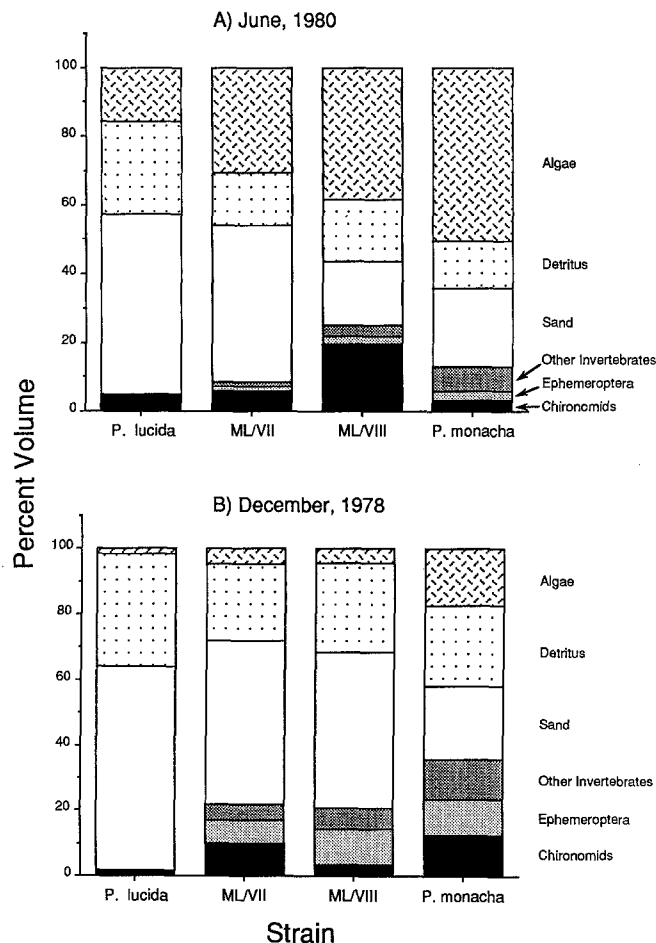 A) June, 1980
100
80
60
40
20
0
Algae
Detritus
Sand
Other Invertebrates
Ephemeroptera
Chironomids
P. lucida
ML/VII
ML/VIII
P. monacha
Percent Volume
B) December, 1978
100
80
60
40
20
0
Algae
Detritus
Sand
Other Invertebrates
Ephemeroptera
Chironomids
P. lucida
ML/VII
ML/VIII
P. monacha
Strain